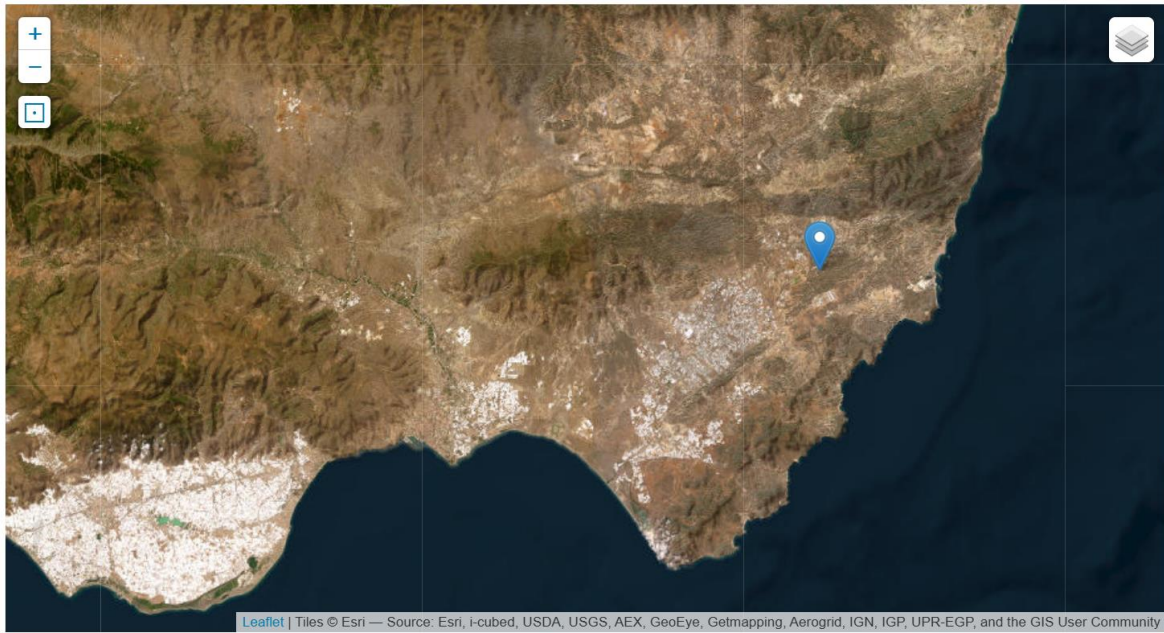 +
−
Leaflet | Tiles © Esri — Source: Esri, i-cubed, USDA, USGS, AEX, GeoEye, Getmapping, Aerogrid, IGN, IGP, UPR-EGP, and the GIS User Community